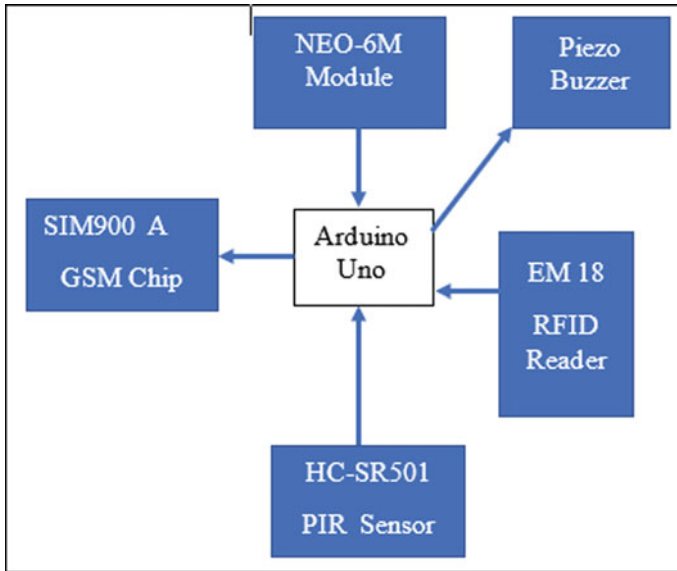 NEO-6M
Module
Piezo
Buzzer
SIM900 A
GSM Chip
Arduino
Uno
EM 18
RFID
Reader
HC-SR501
PIR Sensor